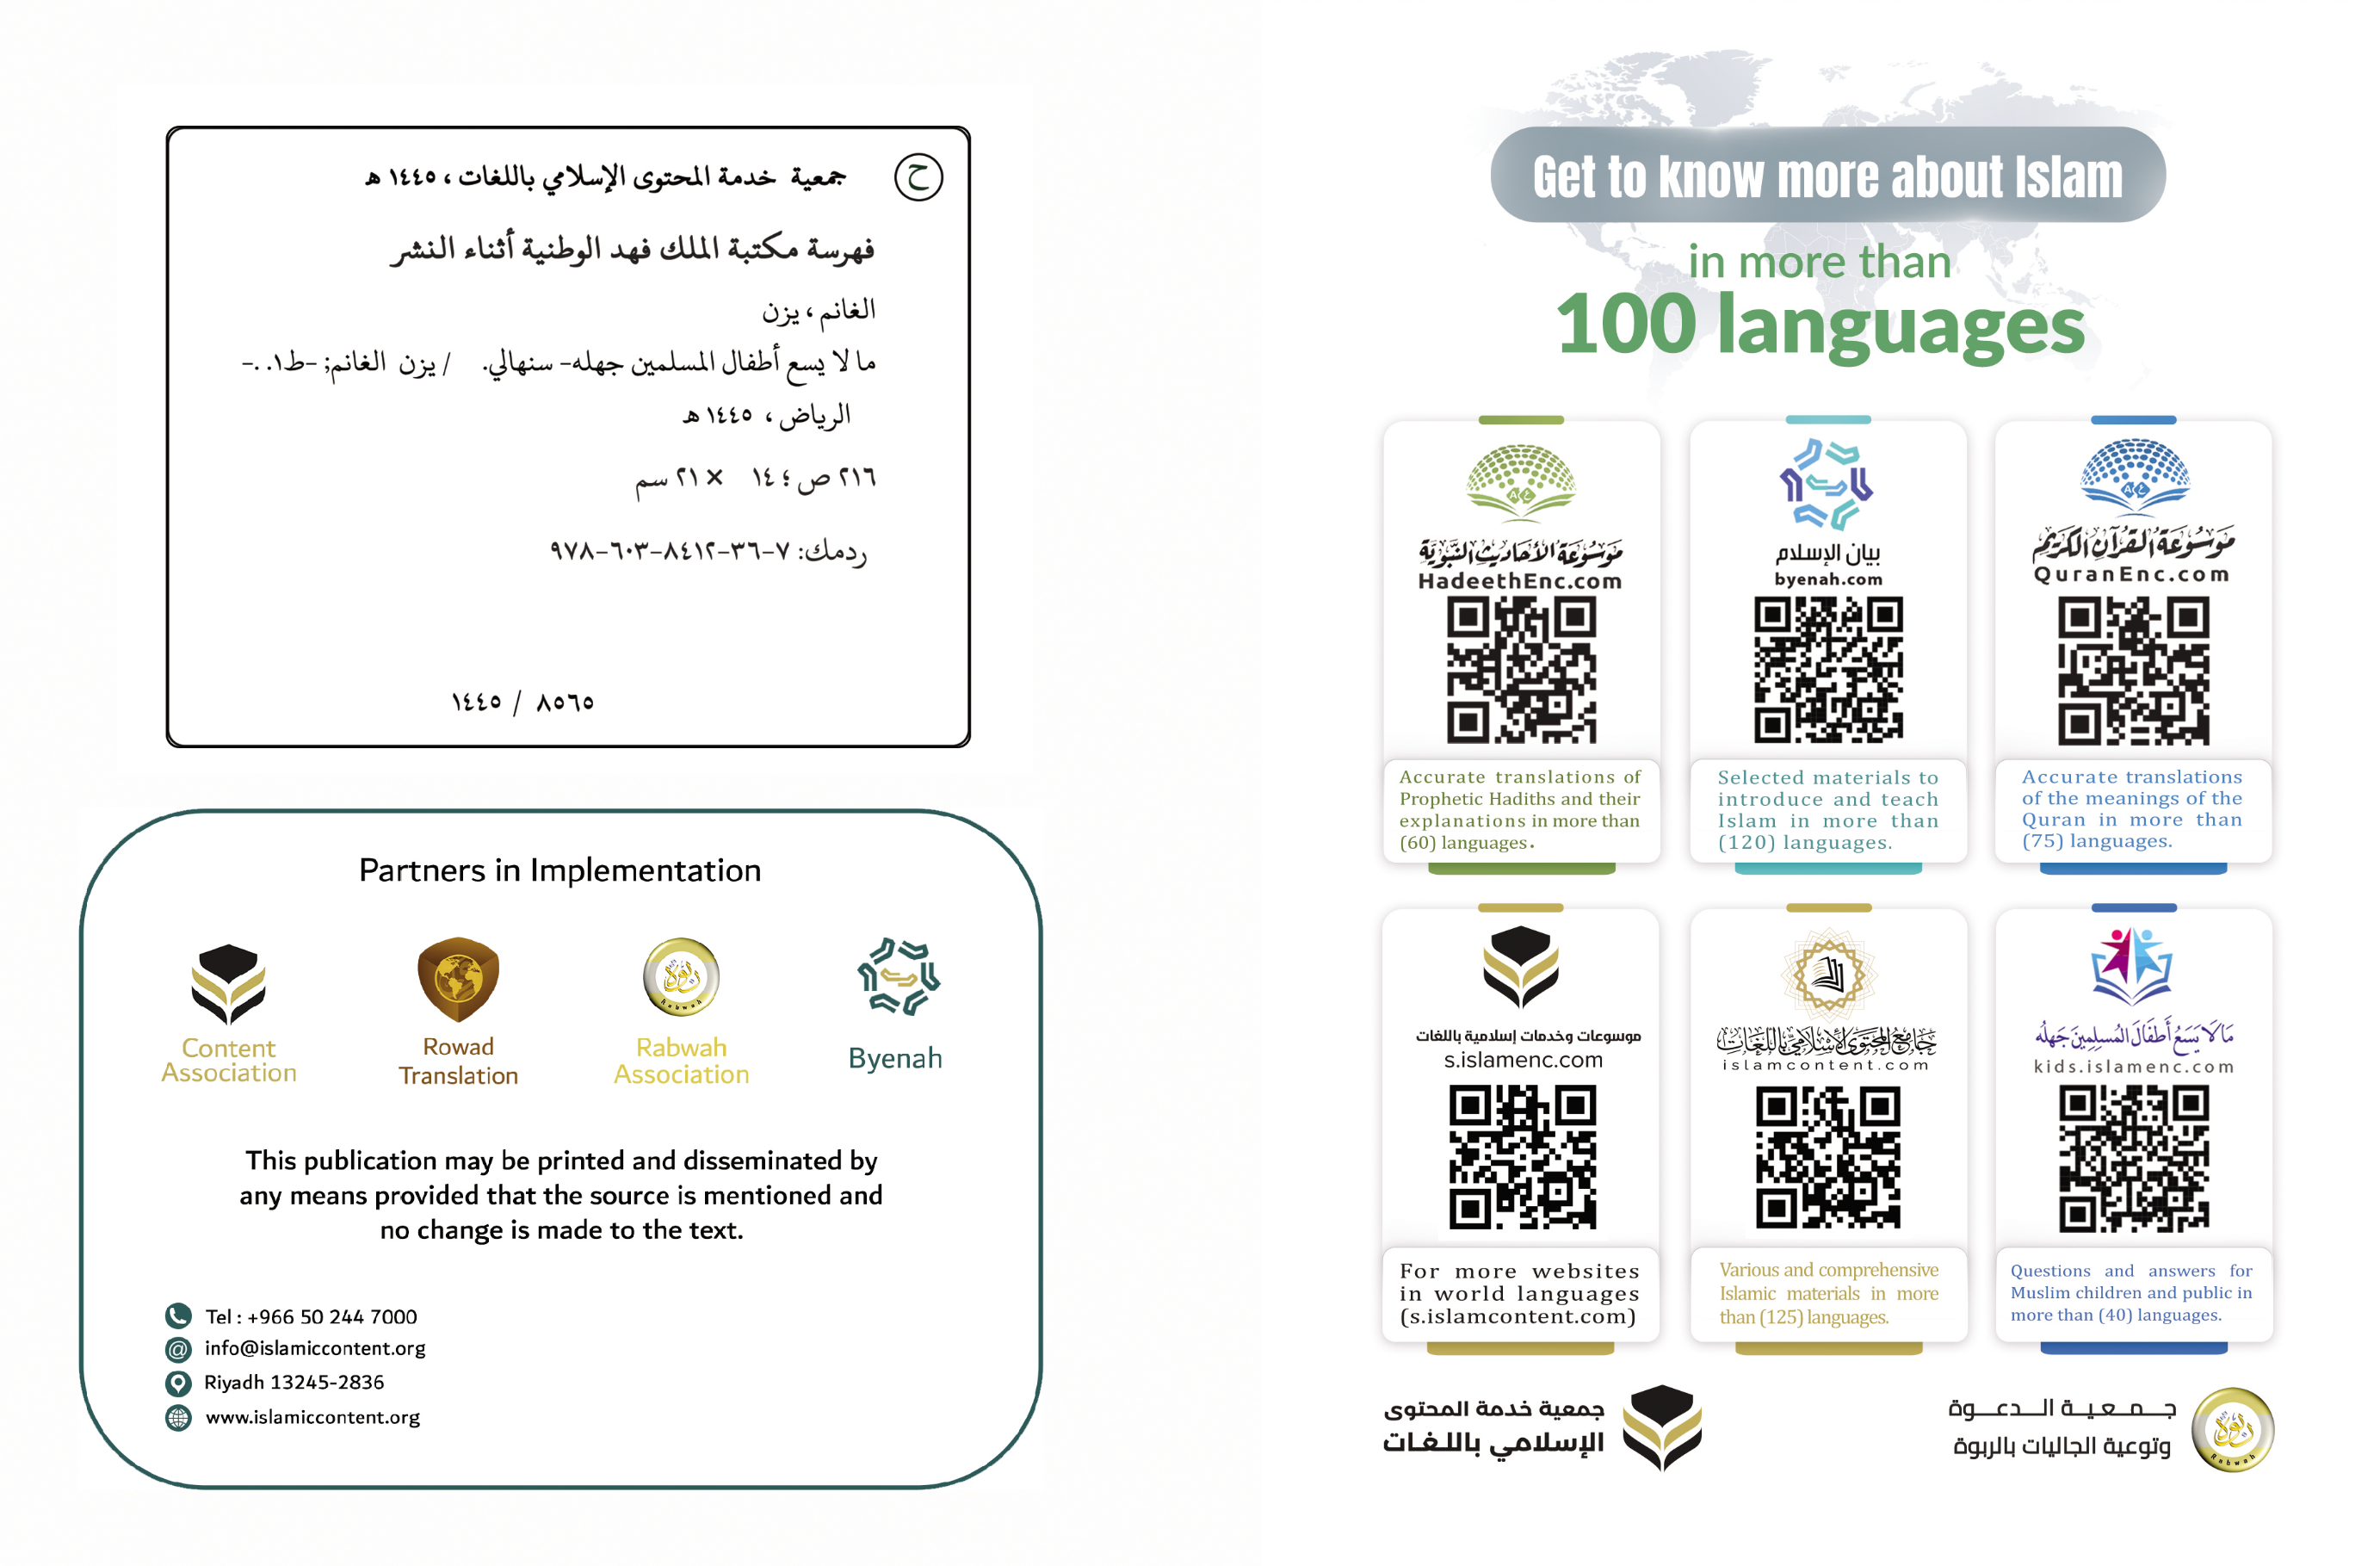 ح
جمعية خدمة المحتوى الإسلامي باللغات ، ١٤٤٥ هـ
فهرسة مكتبة الملك فهد الوطنية أثناء النشر
الغانم ، يزن
ما لا يسع أطفال المسلمين جهله- سنهالي. / يزن الغانم؛ -ط١. .-
الرياض ، ١٤٤٥ هـ
٢١٦ ص ؛ ١٤ × ٢١ سم
ردمك: ٧-٣٦-٨٤١٢-٦٠٣-٩٧٨
٨٥٦٥ / ١٤٤٥
Partners in Implementation
Content
Association
Rowad
Translation
Rabwah
Rabwah
Association
Byenah
This publication may be printed and disseminated by
any means provided that the source is mentioned and
no change is made to the text.
Tel : +966 50 244 7000
info@islamiccontent.org
Riyadh 13245-2836
www.islamiccontent.org
Get to know more about Islam
in more than
100 languages
موسوعة الأحاديث النبوية
HadeethEnc.com
Accurate translations of
Prophetic Hadiths and their
explanations in more than
(60) languages.
بيان الإسلام
byenah.com
Selected materials to
introduce and teach
Islam in more than
(120) languages.
موسوعة القرآن الكريم
QuranEnc.com
Accurate translations
of the meanings of the
Quran in more than
(75) languages.
موسوعات وخدمات إسلامية باللغات
s.islamenc.com
For more websites
in world languages
(s.islamcontent.com)
جامع المحتوى الإسلامي باللغات
islamcontent.com
Various and comprehensive
Islamic materials in more
than (125) languages.
مَا لَا يَسَعُ أَطْفَالَ المُسْلِمِينَ جَهْلُه
kids.islamenc.com
Questions and answers for
Muslim children and public in
more than (40) languages.
جمعية خدمة المحتوى
الإسلامي باللغات
جمعية الدعوة
وتوعية الجاليات بالربوة
Rabwah